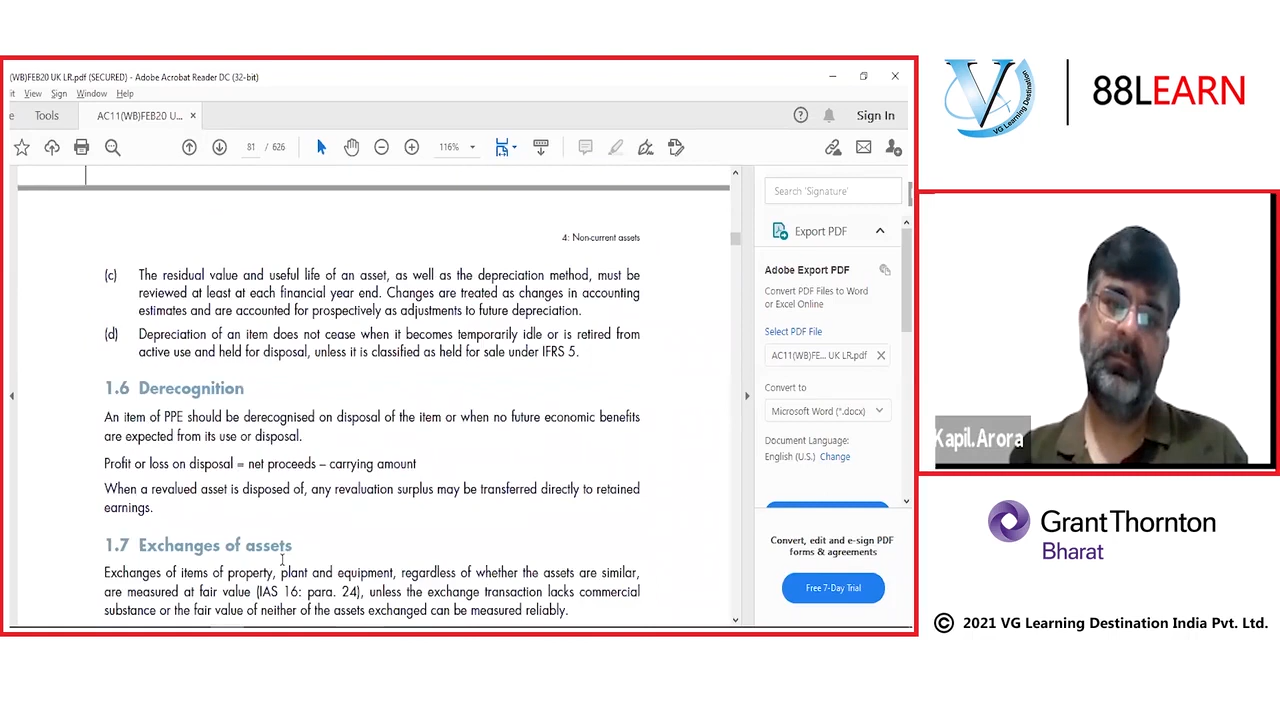 (WB)FEB20 UK LR.pdf (SECURED) - Adobe Acrobat Reader DC (32-bit)
it View Sign Window Help
e Tools AC11(WB)FEB20 U... × Sign In
81 / 626 116%
4: Non-current assets
(c) The residual value and useful life of an asset, as well as the depreciation method, must be
reviewed at least at each financial year end. Changes are treated as changes in accounting
estimates and are accounted for prospectively as adjustments to future depreciation.
(d) Depreciation of an item does not cease when it becomes temporarily idle or is retired from
active use and held for disposal, unless it is classified as held for sale under IFRS 5.
1.6 Derecognition
An item of PPE should be derecognised on disposal of the item or when no future economic benefits
are expected from its use or disposal.
Profit or loss on disposal = net proceeds – carrying amount
When a revalued asset is disposed of, any revaluation surplus may be transferred directly to retained
earnings.
1.7 Exchanges of assets
Exchanges of items of property, plant and equipment, regardless of whether the assets are similar,
are measured at fair value (IAS 16: para. 24), unless the exchange transaction lacks commercial
substance or the fair value of neither of the assets exchanged can be measured reliably.
Search 'Signature'
Export PDF
Adobe Export PDF
Convert PDF Files to Word
or Excel Online
Select PDF File
AC11(WB)FE... UK LR.pdf
Convert to
Microsoft Word (*.docx)
Document Language:
English (U.S.) Change
Convert, edit and e-sign PDF
forms & agreements
Free 7-Day Trial
VG Learning Destination
88LEARN
Kapil.Arora
GrantThornton
Bharat
© 2021 VG Learning Destination India Pvt. Ltd.